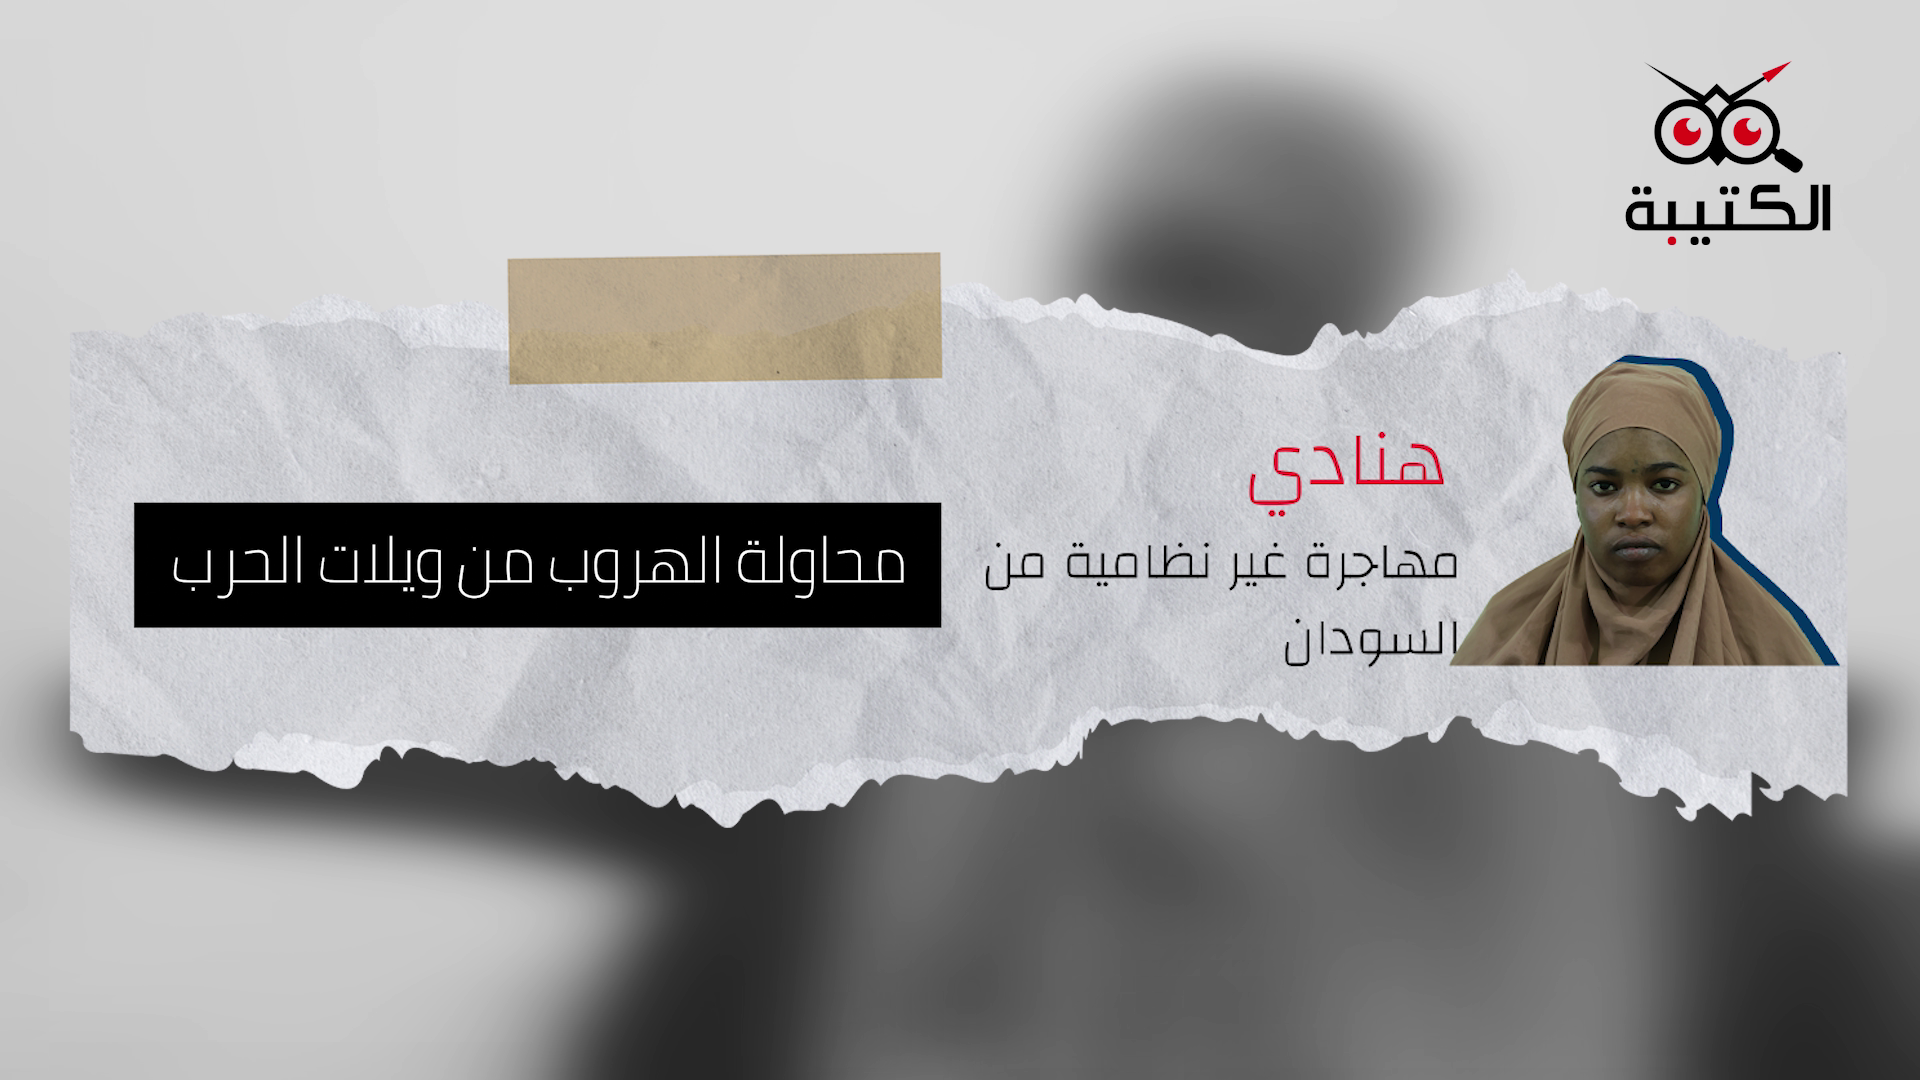 الكتيبة
هنادي
مهاجرة غير نظامية من
السودان
محاولة الهروب من ويلات الحرب